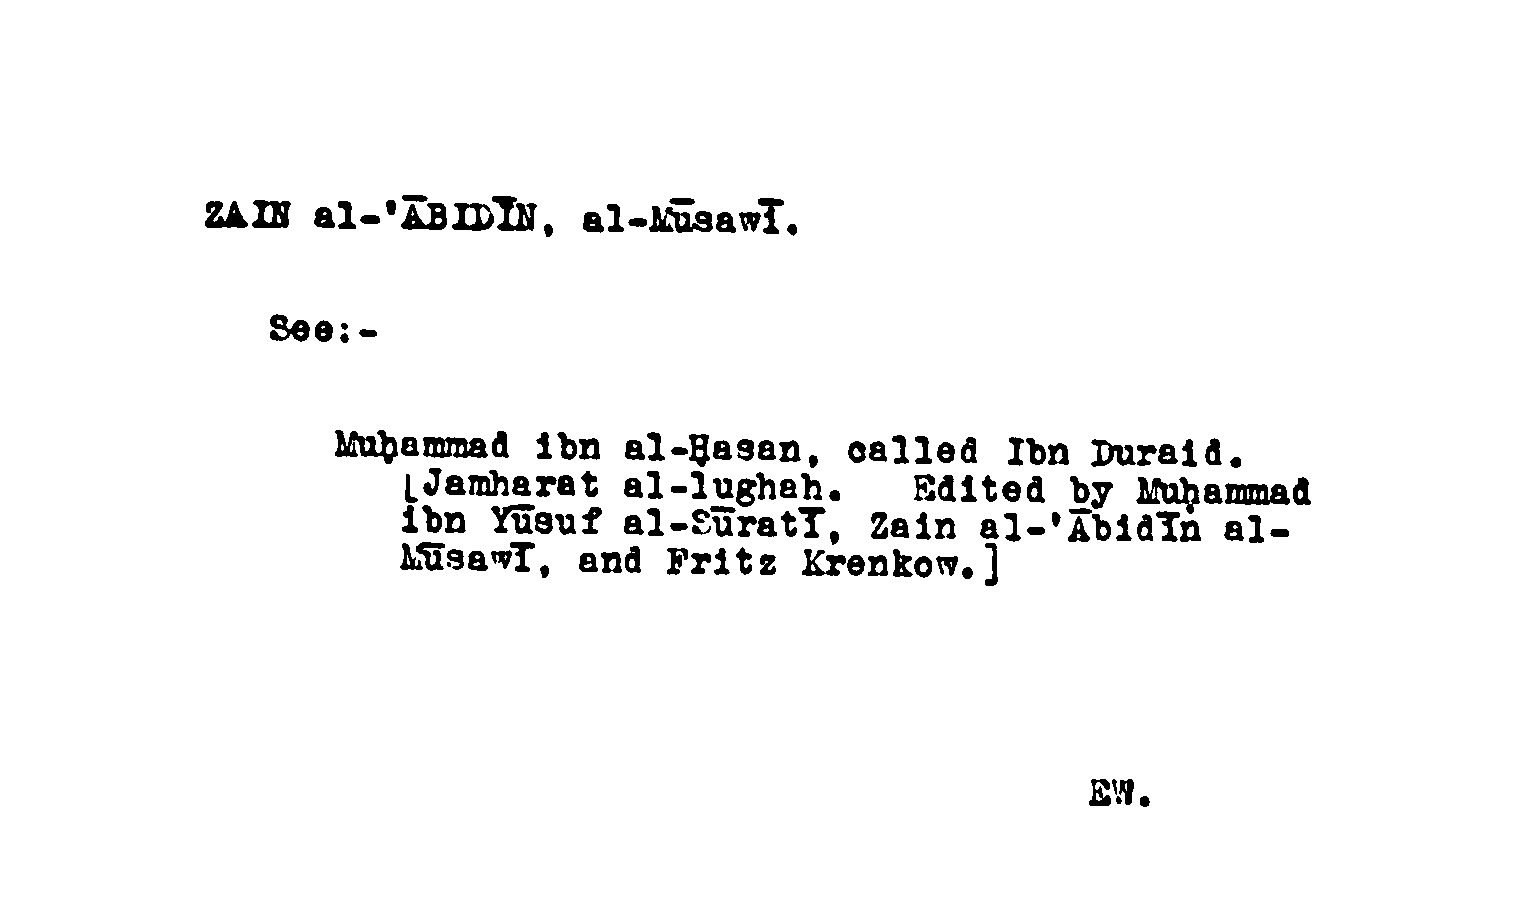 ZAIN al-'ĀBIDĪN, al-Mūsawī.
See:-
Muḥammad ibn al-Ḥasan, called Ibn Duraid.
[Jamharat al-lughah. Edited by Muḥammad
ibn Yūsuf al-Sūratī, Zain al-'Ābidīn al-
Mūsawī, and Fritz Krenkow.]
EW.